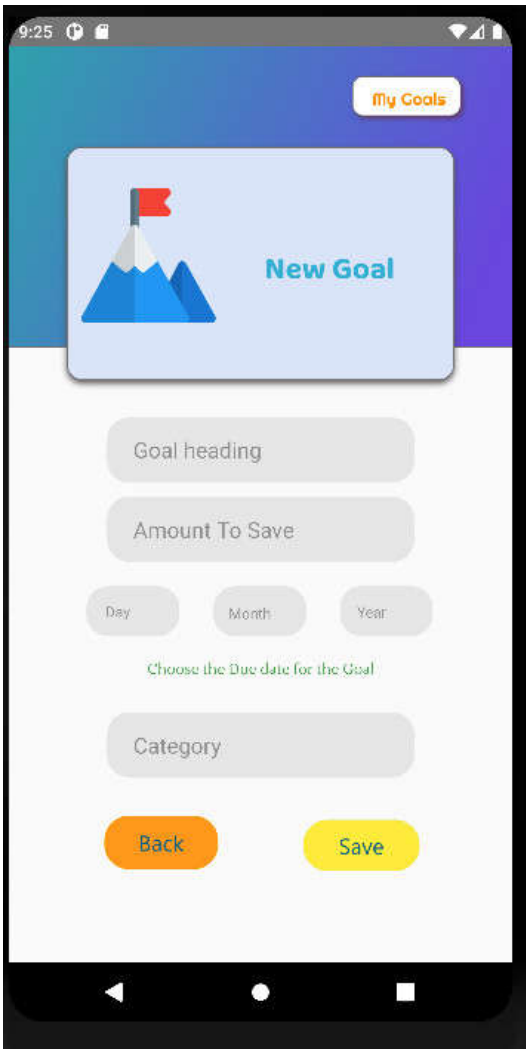 9:25
My Goals
New Goal
Goal heading
Amount To Save
Day Month Year
Choose the Due date for the Goal
Category
Back Save